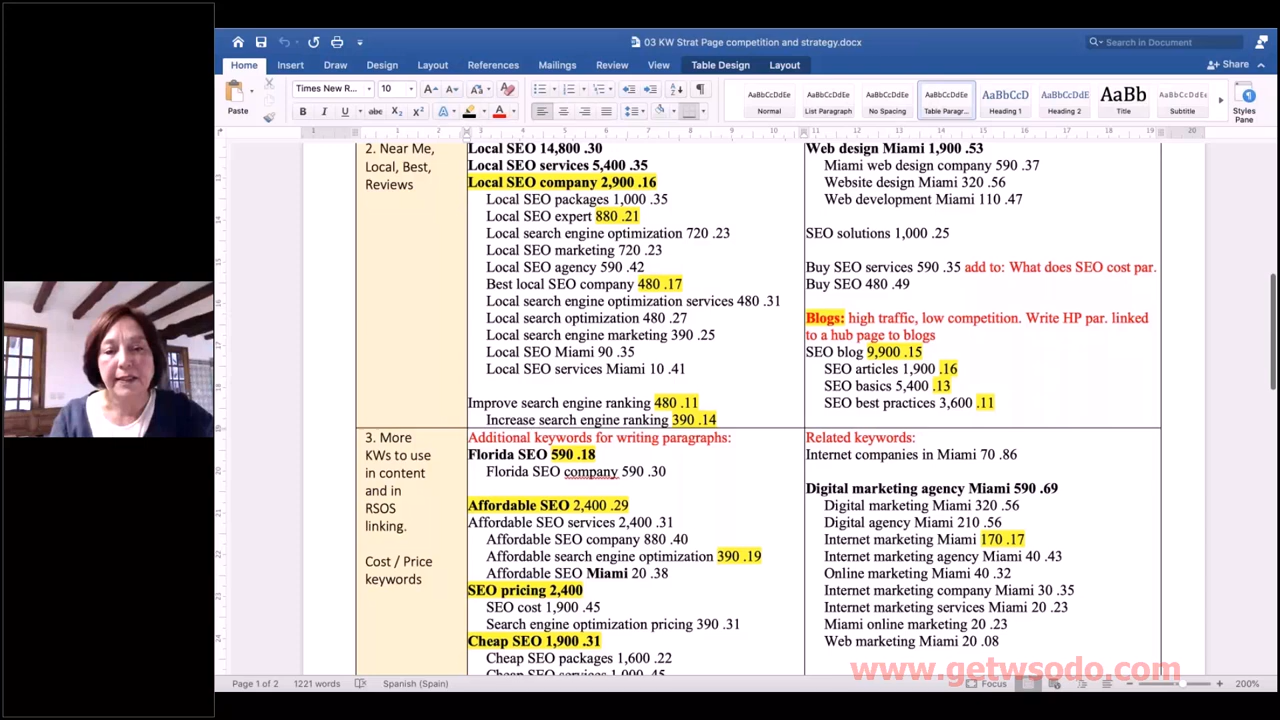 03 KW Strat Page competition and strategy.docx
Search in Document
Home Insert Draw Design Layout References Mailings Review View Table Design Layout
Share
Paste
Times New R... 10
AaBbCcDdEe AaBbCcDdEe AaBbCcDdEe AaBbCcDdEe AaBbCcD AaBbCcDdEe AaBb AaBbCcDdEe
Normal List Paragraph No Spacing Table Paragr... Heading 1 Heading 2 Title Subtitle
Styles
Pane
2. Near Me,
Local, Best,
Reviews
Local SEO 14,800 .30
Local SEO services 5,400 .35
Local SEO company 2,900 .16
Local SEO packages 1,000 .35
Local SEO expert 880 .21
Local search engine optimization 720 .23
Local SEO marketing 720 .23
Local SEO agency 590 .42
Best local SEO company 480 .17
Local search engine optimization services 480 .31
Local search optimization 480 .27
Local search engine marketing 390 .25
Local SEO Miami 90 .35
Local SEO services Miami 10 .41
Improve search engine ranking 480 .11
Increase search engine ranking 390 .14
Web design Miami 1,900 .53
Miami web design company 590 .37
Website design Miami 320 .56
Web development Miami 110 .47
SEO solutions 1,000 .25
Buy SEO services 590 .35 add to: What does SEO cost par.
Buy SEO 480 .49
Blogs: high traffic, low competition. Write HP par. linked
to a hub page to blogs
SEO blog 9,900 .15
SEO articles 1,900 .16
SEO basics 5,400 .13
SEO best practices 3,600 .11
3. More
KWs to use
in content
and in
RSOS
linking.
Cost / Price
keywords
Additional keywords for writing paragraphs:
Florida SEO 590 .18
Florida SEO company 590 .30
Affordable SEO 2,400 .29
Affordable SEO services 2,400 .31
Affordable SEO company 880 .40
Affordable search engine optimization 390 .19
Affordable SEO Miami 20 .38
SEO pricing 2,400
SEO cost 1,900 .45
Search engine optimization pricing 390 .31
Cheap SEO 1,900 .31
Cheap SEO packages 1,600 .22
Cheap SEO services 1,000 .45
Related keywords:
Internet companies in Miami 70 .86
Digital marketing agency Miami 590 .69
Digital marketing Miami 320 .56
Digital agency Miami 210 .56
Internet marketing Miami 170 .17
Internet marketing agency Miami 40 .43
Online marketing Miami 40 .32
Internet marketing company Miami 30 .35
Internet marketing services Miami 20 .23
Miami online marketing 20 .23
Web marketing Miami 20 .08
www.getwsodo.com
Page 1 of 2 1221 words Spanish (Spain) Focus 200%